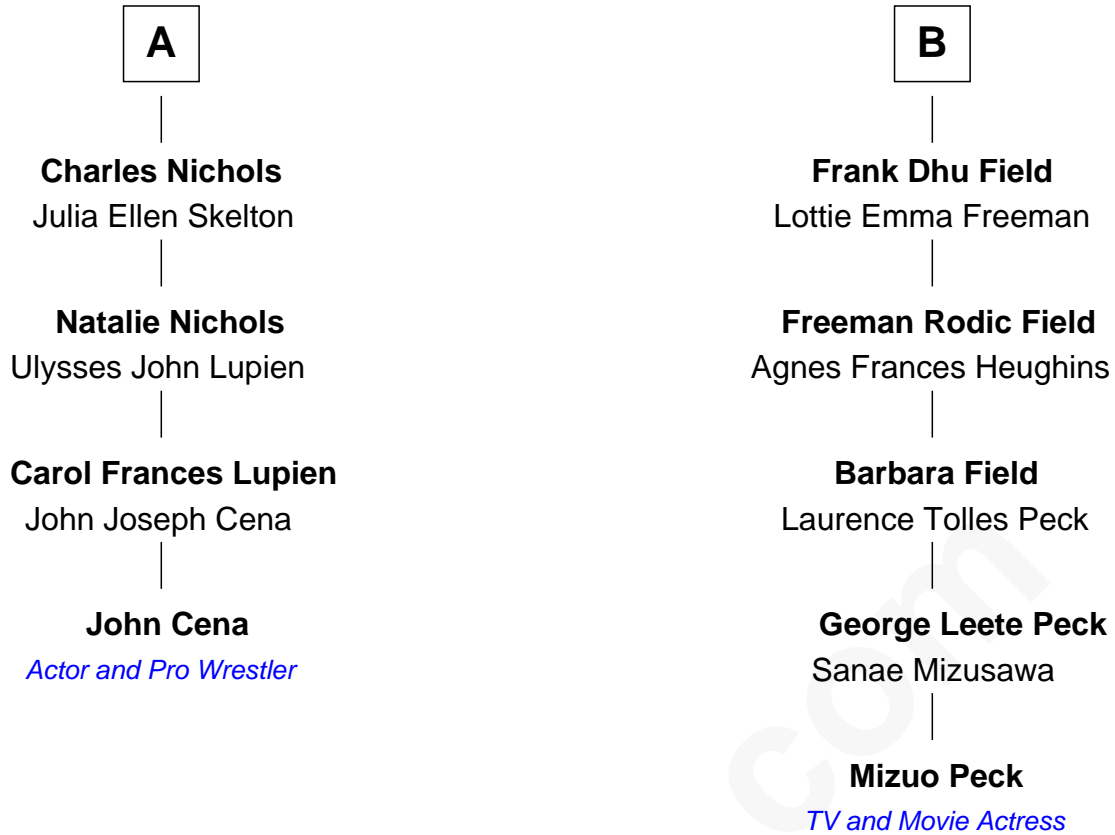 A
Charles Nichols
Julia Ellen Skelton
Natalie Nichols
Ulysses John Lupien
Carol Frances Lupien
John Joseph Cena
John Cena
Actor and Pro Wrestler
B
Frank Dhu Field
Lottie Emma Freeman
Freeman Rodic Field
Agnes Frances Heughins
Barbara Field
Laurence Tolles Peck
George Leete Peck
Sanae Mizusawa
Mizuo Peck
TV and Movie Actress
com